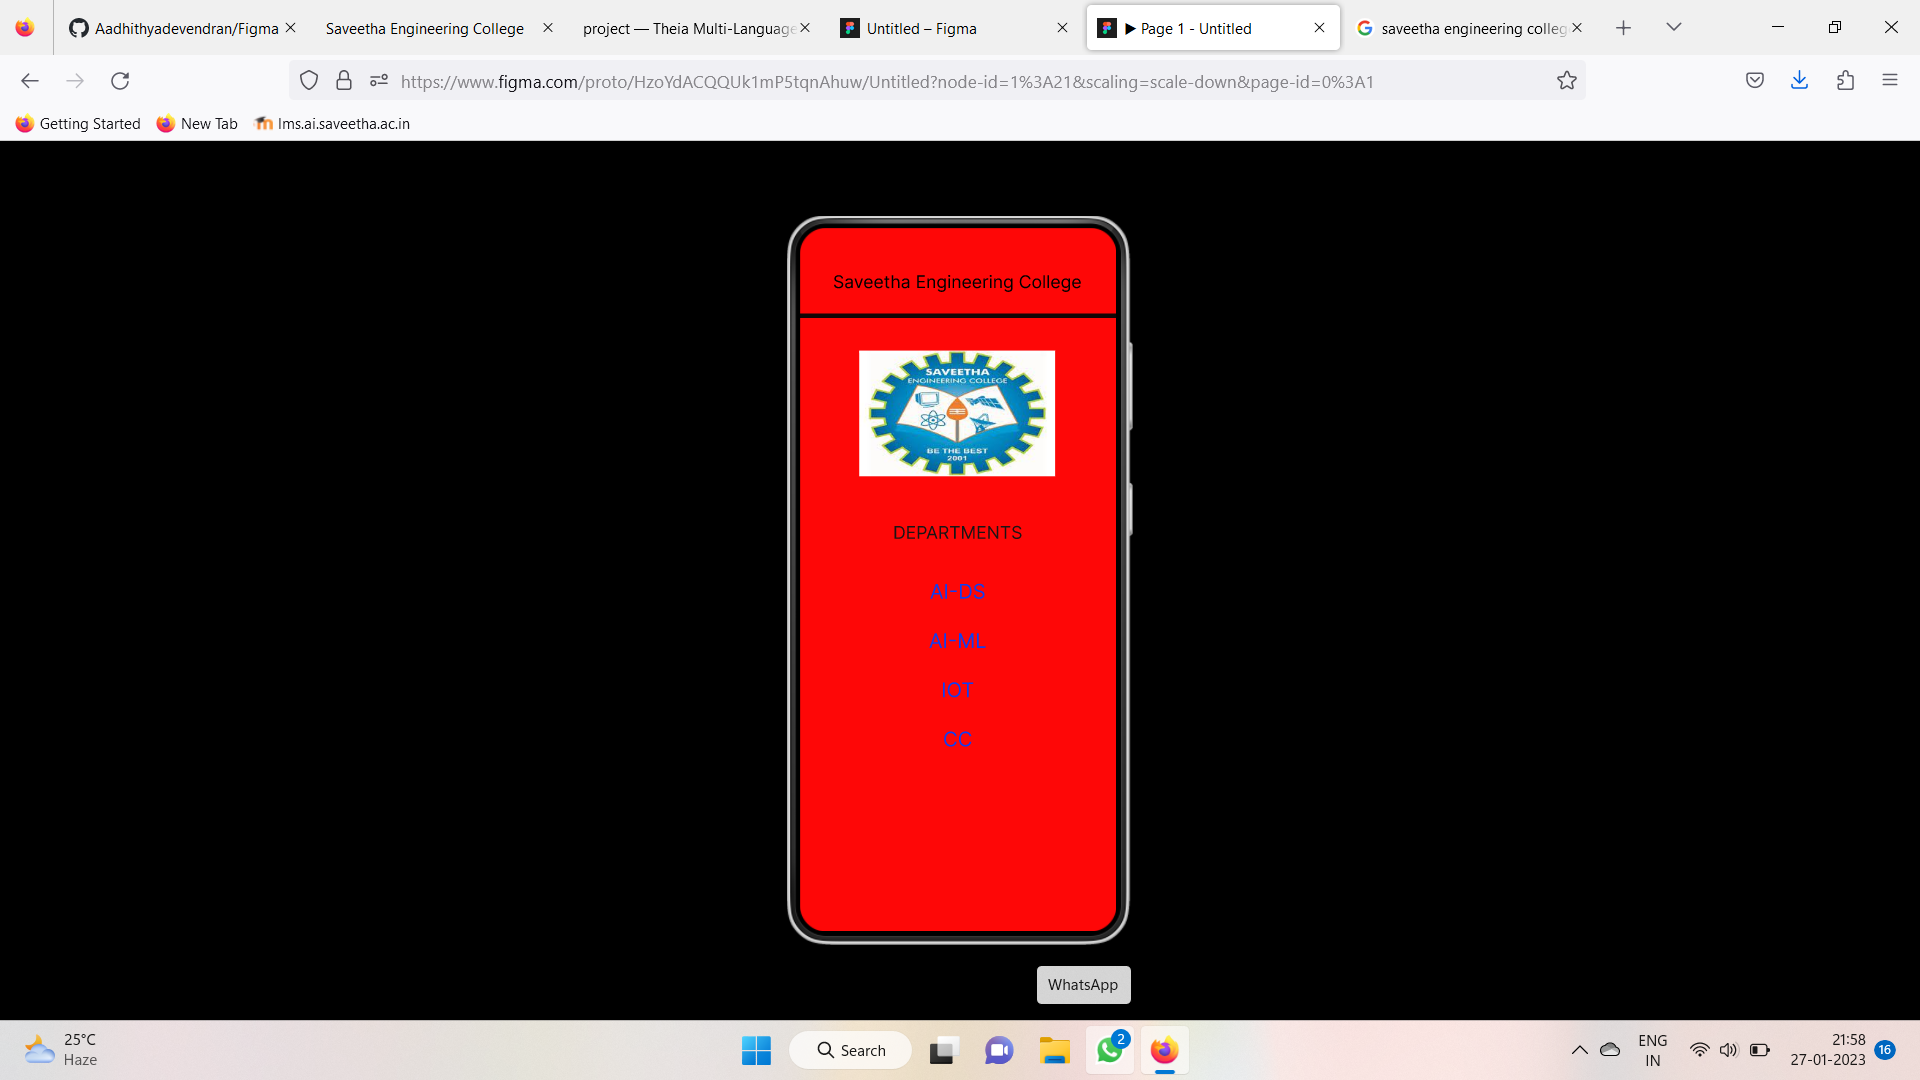 Aadhithyadevendran/Figma
Saveetha Engineering College
project — Theia Multi-Language
Untitled – Figma
▶ Page 1 - Untitled
saveetha engineering colleg
https://www.figma.com/proto/HzoYdACQQUk1mP5tqnAhuw/Untitled?node-id=1%3A21&scaling=scale-down&page-id=0%3A1
Getting Started
New Tab
lms.ai.saveetha.ac.in
Saveetha Engineering College
SAVEETHA
ENGINEERING COLLEGE
BE THE BEST
2001
DEPARTMENTS
AI-DS
AI-ML
IOT
CC
WhatsApp
25°C
Haze
Search
2
ENG
IN
21:58
27-01-2023
16